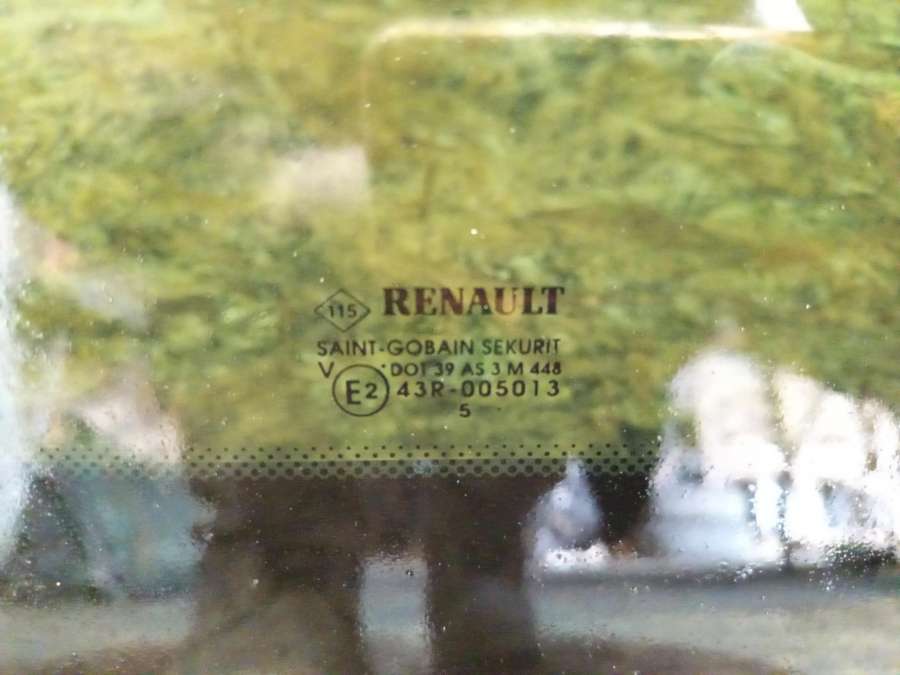 115 RENAULT
SAINT-GOBAIN SEKURIT
V DOT 39 AS 3 M 448
E2 43R-005013
5